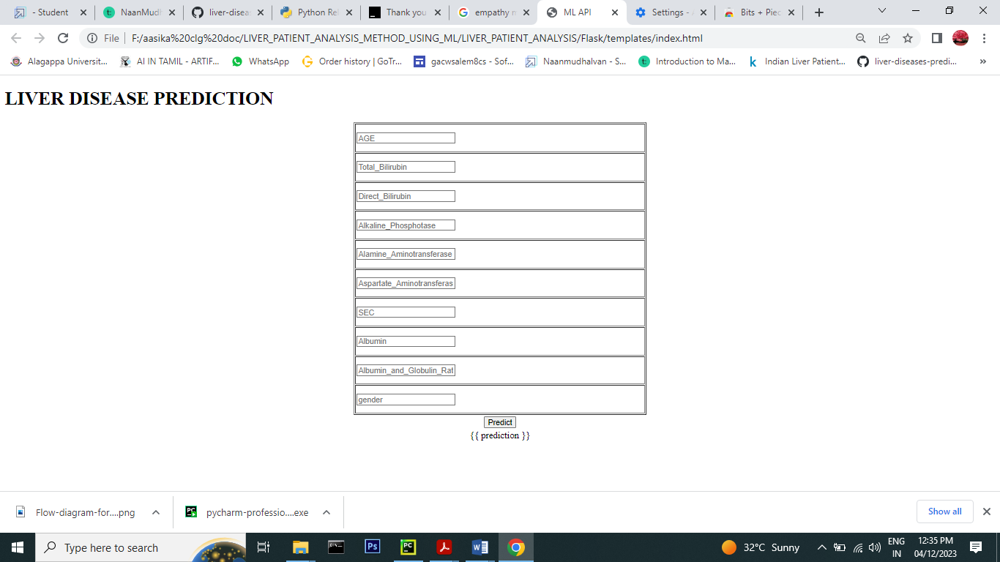 - Student
NaanMudh
liver-diseas
Python Rel
Thank you
empathy m
ML API
Settings -
Bits + Piec
File | F:/aasika%20clg%20doc/LIVER_PATIENT_ANALYSIS_METHOD_USING_ML/LIVER_PATIENT_ANALYSIS/Flask/templates/index.html
Alagappa Universit...
AI IN TAMIL - ARTIF...
WhatsApp
Order history | GoTr...
gacwsalem8cs - Sof...
Naanmudhalvan - S...
Introduction to Ma...
Indian Liver Patient...
liver-diseases-predi...
»
LIVER DISEASE PREDICTION
AGE
Total_Bilirubin
Direct_Bilirubin
Alkaline_Phosphotase
Alamine_Aminotransferase
Aspartate_Aminotransferas
SEC
Albumin
Albumin_and_Globulin_Rat
gender
Predict
{{ prediction }}
Flow-diagram-for....png
pycharm-professio....exe
Show all
Type here to search
32°C Sunny
ENG
IN
12:35 PM
04/12/2023